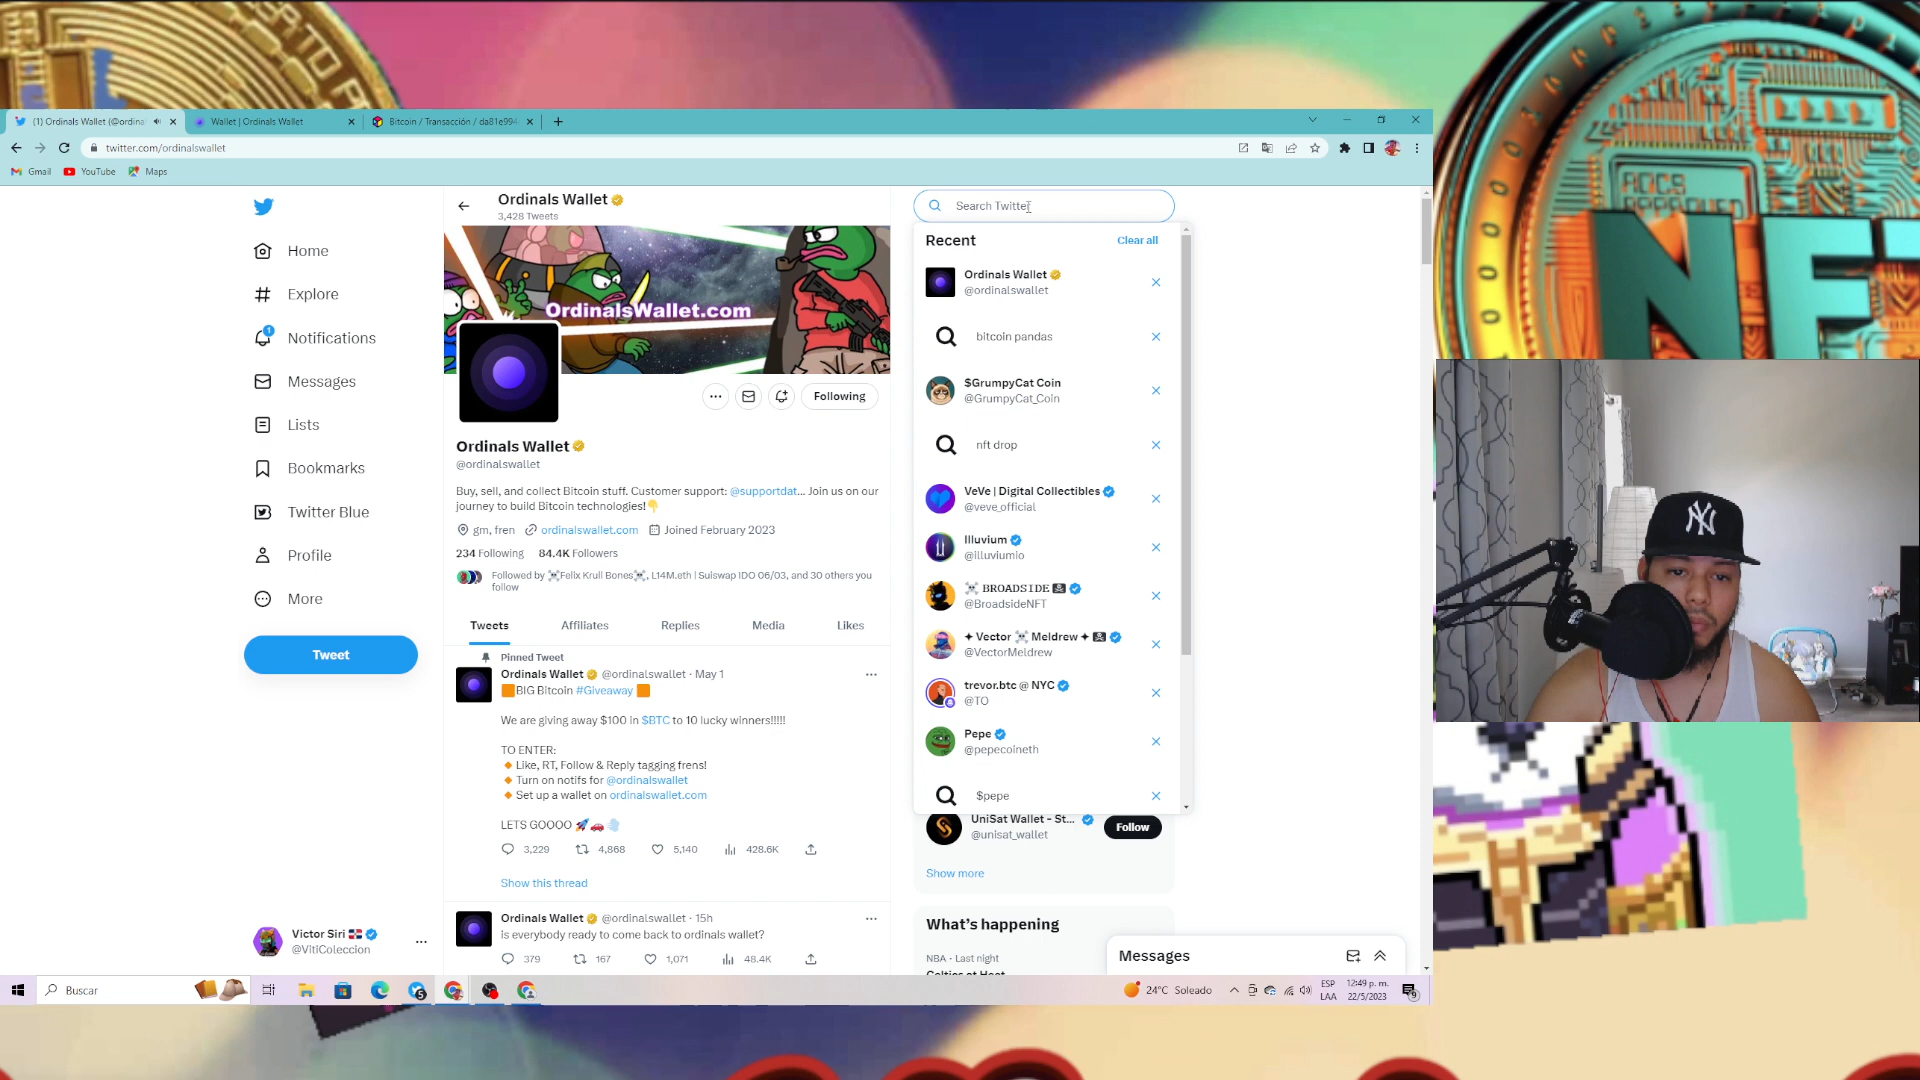 (1) Ordinals Wallet (@ordina
Wallet | Ordinals Wallet
Bitcoin / Transacción / da81e994
twitter.com/ordinalswallet
Gmail
YouTube
Maps
Ordinals Wallet
3,428 Tweets
Search Twitter
Home
Explore
1
Notifications
Messages
Lists
Bookmarks
Twitter Blue
Profile
More
Tweet
Victor Siri
@VitiColeccion
OrdinalsWallet.com
Following
Ordinals Wallet
@ordinalswallet
Buy, sell, and collect Bitcoin stuff. Customer support: @supportdat... Join us on our
journey to build Bitcoin technologies!👇
gm, fren ordinalswallet.com Joined February 2023
234 Following 84.4K Followers
Followed by ☠️Felix Krull Bones☠️, L14M.eth | Suiswap IDO 06/03, and 30 others you
follow
Tweets Affiliates Replies Media Likes
Pinned Tweet
Ordinals Wallet @ordinalswallet · May 1
🟧BIG Bitcoin #Giveaway 🟧
We are giving away $100 in $BTC to 10 lucky winners!!!!!
TO ENTER:
🔸Like, RT, Follow & Reply tagging frens!
🔸Turn on notifs for @ordinalswallet
🔸Set up a wallet on ordinalswallet.com
LETS GOOOO 🚀🚗💨
3,229 4,868 5,140 428.6K
Show this thread
Ordinals Wallet @ordinalswallet · 15h
is everybody ready to come back to ordinals wallet?
379 167 1,071 48.4K
Recent
Clear all
Ordinals Wallet
@ordinalswallet
bitcoin pandas
$GrumpyCat Coin
@GrumpyCat_Coin
nft drop
VeVe | Digital Collectibles
@veve_official
Illuvium
@illuviumio
☠️ BROADSIDE 🏴‍☠️
@BroadsideNFT
✦ Vector ☠️ Meldrew ✦ 🏴‍☠️
@VectorMeldrew
trevor.btc @ NYC
@TO
Pepe
@pepecoineth
$pepe
UniSat Wallet - St...
@unisat_wallet
Follow
Show more
What's happening
NBA · Last night
Celtics at Heat
Messages
Buscar
5
24°C Soleado
ESP
LAA
12:49 p. m.
22/5/2023
9
NFT
NY